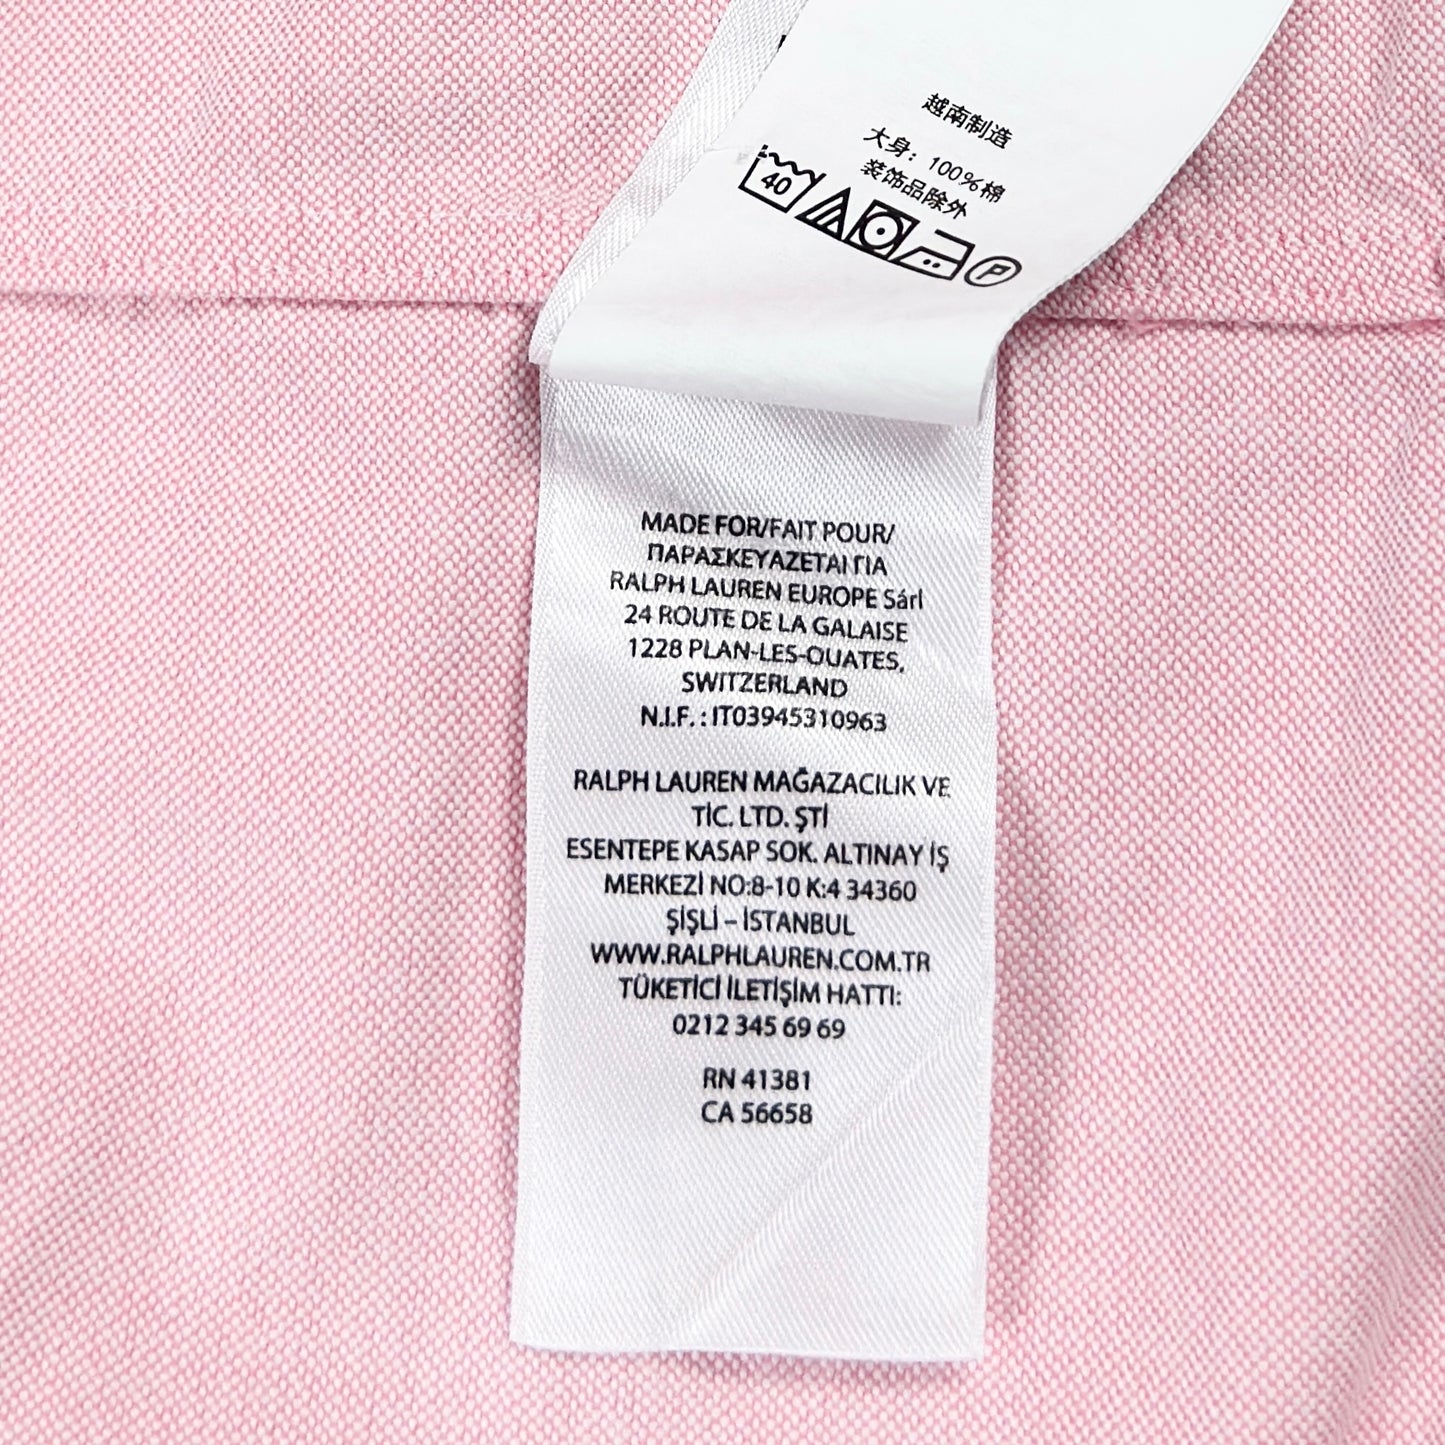 越南制造
大身: 100%棉
装饰品除外
40
P
MADE FOR/FAIT POUR/
ΠΑΡΑΣΚΕΥΑΖΕΤΑΙ ΓΙΑ
RALPH LAUREN EUROPE Sárl
24 ROUTE DE LA GALAISE
1228 PLAN-LES-OUATES,
SWITZERLAND
N.I.F. : IT03945310963
RALPH LAUREN MAĞAZACILIK VE
TİC. LTD. ŞTİ
ESENTEPE KASAP SOK. ALTINAY İŞ
MERKEZİ NO:8-10 K:4 34360
ŞİŞLİ – İSTANBUL
WWW.RALPHLAUREN.COM.TR
TÜKETİCİ İLETİŞİM HATTI:
0212 345 69 69
RN 41381
CA 56658